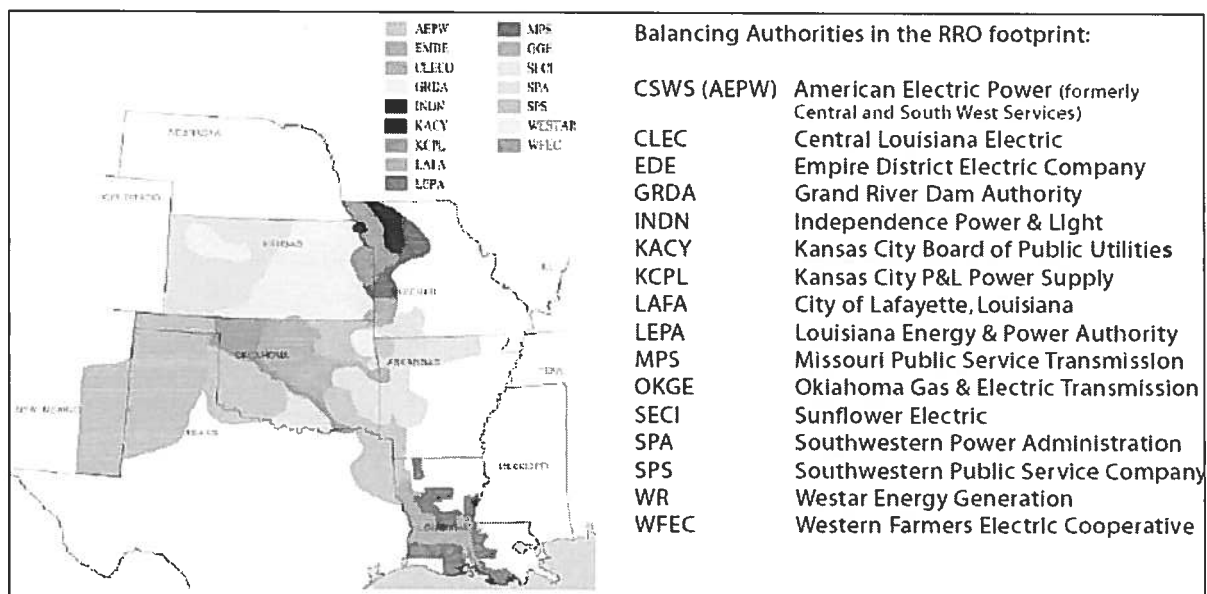 AEPW
EMDE
CLECO
GRDA
INDN
KACY
KCPL
LAFA
LEPA
MPS
OGE
SECI
SPA
SPS
WESTAR
WFEC
Balancing Authorities in the RRO footprint:
CSWS (AEPW) American Electric Power (formerly
Central and South West Services)
CLEC Central Louisiana Electric
EDE Empire District Electric Company
GRDA Grand River Dam Authority
INDN Independence Power & LIght
KACY Kansas City Board of Public Utilities
KCPL Kansas City P&L Power Supply
LAFA City of Lafayette, Louisiana
LEPA Louisiana Energy & Power Authority
MPS Missouri Public Service Transmission
OKGE Okiahoma Gas & Electric Transmission
SECI Sunflower Electric
SPA Southwestern Power Administration
SPS Southwestern Public Service Company
WR Westar Energy Generation
WFEC Western Farmers Electric Cooperative
KANSAS
OKLAHOMA
ARKANSAS
NEW MEXICO
TEXAS
MISSISSIPPI